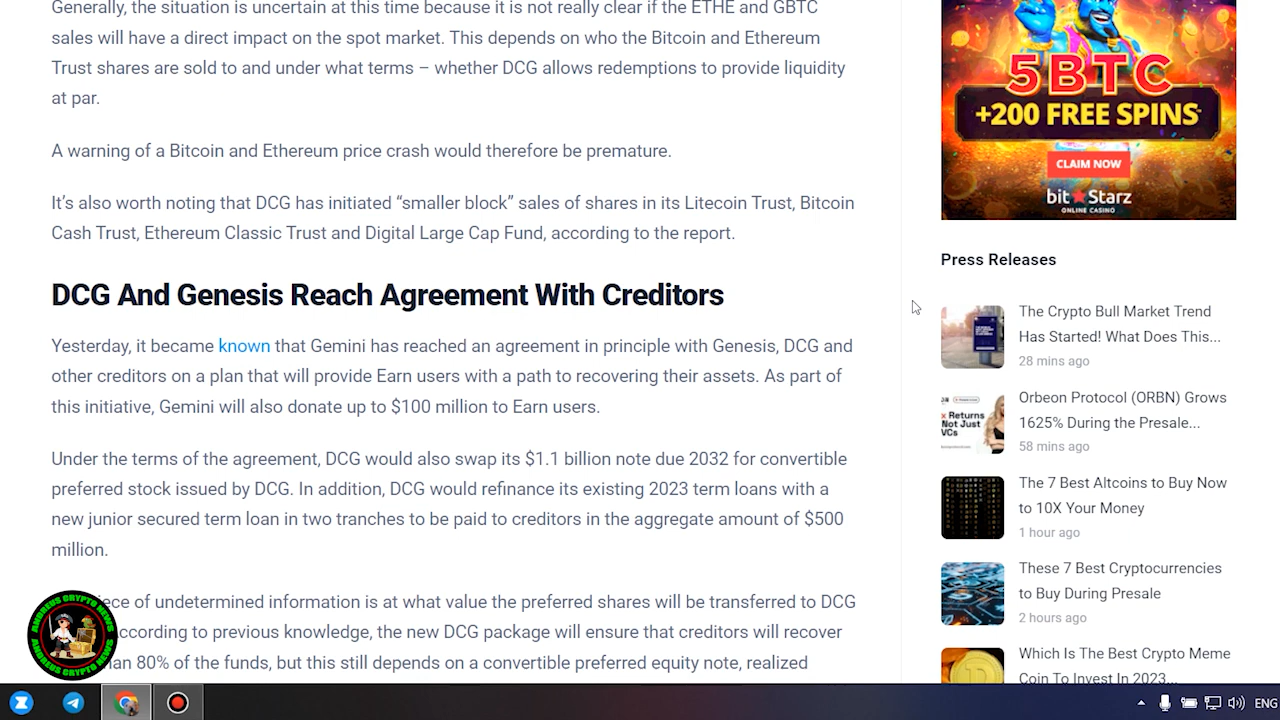 Generally, the situation is uncertain at this time because it is not really clear if the ETHE and GBTC
sales will have a direct impact on the spot market. This depends on who the Bitcoin and Ethereum
Trust shares are sold to and under what terms – whether DCG allows redemptions to provide liquidity
at par.
A warning of a Bitcoin and Ethereum price crash would therefore be premature.
It's also worth noting that DCG has initiated “smaller block” sales of shares in its Litecoin Trust, Bitcoin
Cash Trust, Ethereum Classic Trust and Digital Large Cap Fund, according to the report.
DCG And Genesis Reach Agreement With Creditors
Yesterday, it became known that Gemini has reached an agreement in principle with Genesis, DCG and
other creditors on a plan that will provide Earn users with a path to recovering their assets. As part of
this initiative, Gemini will also donate up to $100 million to Earn users.
Under the terms of the agreement, DCG would also swap its $1.1 billion note due 2032 for convertible
preferred stock issued by DCG. In addition, DCG would refinance its existing 2023 term loans with a
new junior secured term loan in two tranches to be paid to creditors in the aggregate amount of $500
million.
piece of undetermined information is at what value the preferred shares will be transferred to DCG
according to previous knowledge, the new DCG package will ensure that creditors will recover
than 80% of the funds, but this still depends on a convertible preferred equity note, realized
ANDREUS CRYPTO NEWS
ANDREUS CRYPTO NEWS
5BTC
+200 FREE SPINS
CLAIM NOW
bit Starz
ONLINE CASINO
Press Releases
The Crypto Bull Market Trend
Has Started! What Does This...
28 mins ago
Returns
Not Just
VCs
Orbeon Protocol (ORBN) Grows
1625% During the Presale...
58 mins ago
The 7 Best Altcoins to Buy Now
to 10X Your Money
1 hour ago
These 7 Best Cryptocurrencies
to Buy During Presale
2 hours ago
Which Is The Best Crypto Meme
Coin To Invest In 2023...
ENG